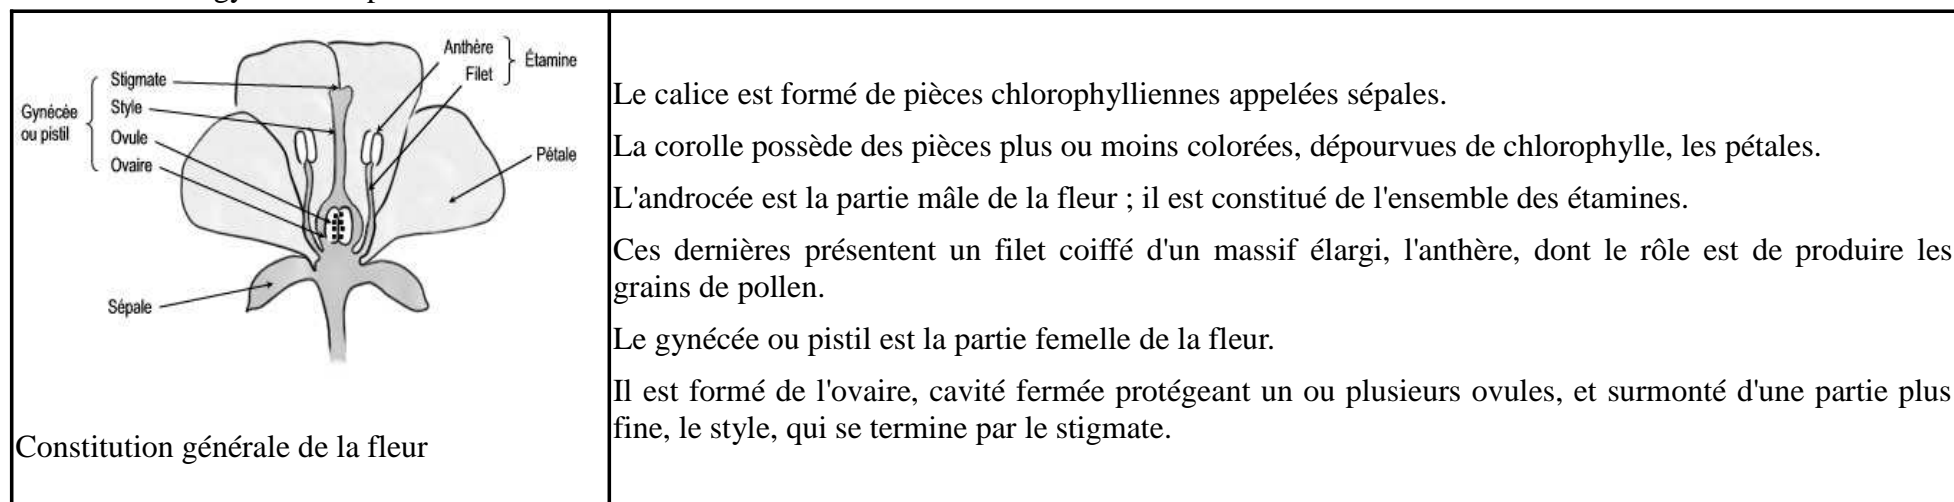 Anthère
Filet
Étamine
Stigmate
Style
Gynécée
ou pistil
Ovule
Ovaire
Pétale
Sépale
Constitution générale de la fleur
Le calice est formé de pièces chlorophylliennes appelées sépales.
La corolle possède des pièces plus ou moins colorées, dépourvues de chlorophylle, les pétales.
L'androcée est la partie mâle de la fleur ; il est constitué de l'ensemble des étamines.
Ces dernières présentent un filet coiffé d'un massif élargi, l'anthère, dont le rôle est de produire les
grains de pollen.
Le gynécée ou pistil est la partie femelle de la fleur.
Il est formé de l'ovaire, cavité fermée protégeant un ou plusieurs ovules, et surmonté d'une partie plus
fine, le style, qui se termine par le stigmate.